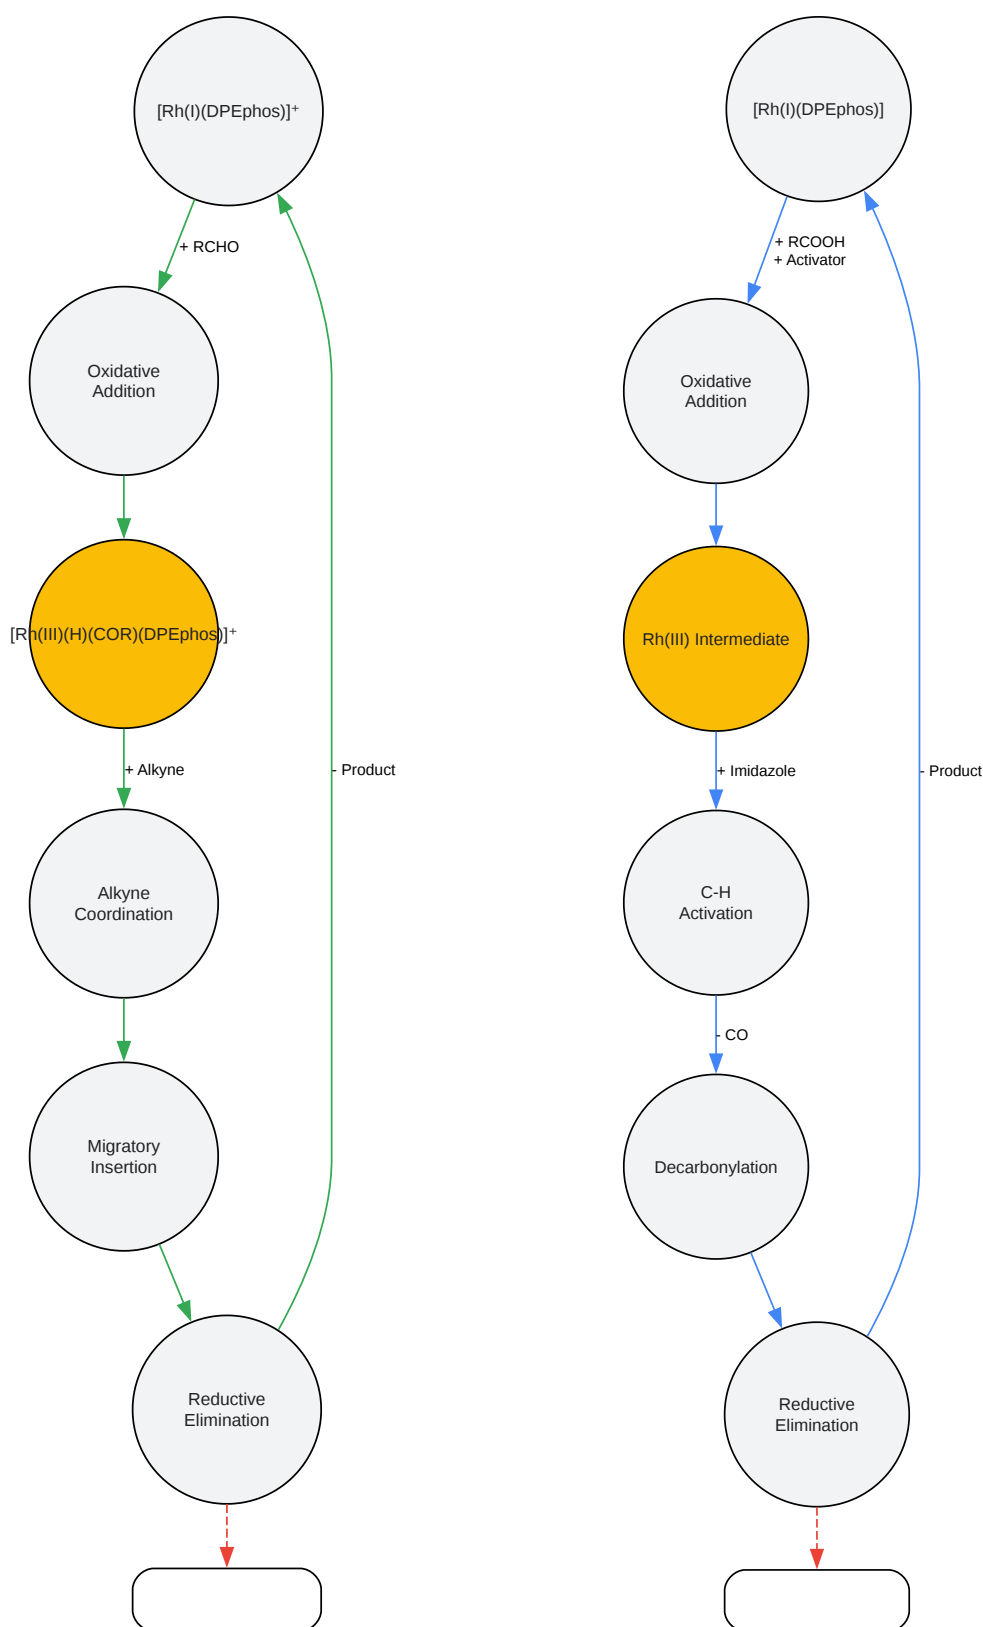 [Rh(I)(DPEphos)]⁺
+ RCHO
Oxidative
Addition
[Rh(III)(H)(COR)(DPEphos)]⁺
+ Alkyne
- Product
Alkyne
Coordination
Migratory
Insertion
Reductive
Elimination
[Rh(I)(DPEphos)]
+ RCOOH
+ Activator
Oxidative
Addition
Rh(III) Intermediate
+ Imidazole
- Product
C-H
Activation
- CO
Decarbonylation
Reductive
Elimination